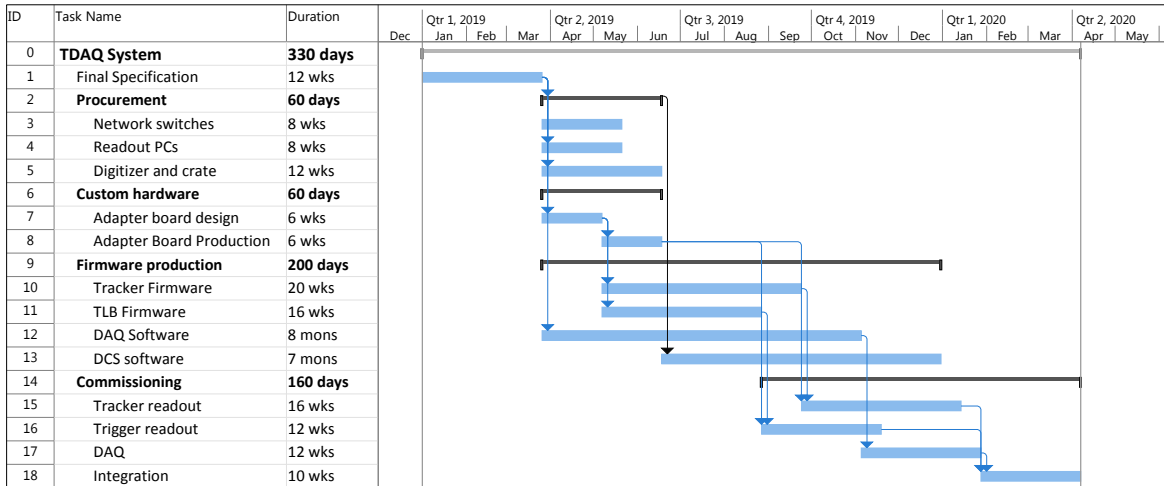 ID Task Name Duration Qtr 1, 2019 Qtr 2, 2019 Qtr 3, 2019 Qtr 4, 2019 Qtr 1, 2020 Qtr 2, 2020
Dec Jan Feb Mar Apr May Jun Jul Aug Sep Oct Nov Dec Jan Feb Mar Apr May
0 TDAQ System 330 days
1 Final Specification 12 wks
2 Procurement 60 days
3 Network switches 8 wks
4 Readout PCs 8 wks
5 Digitizer and crate 12 wks
6 Custom hardware 60 days
7 Adapter board design 6 wks
8 Adapter Board Production 6 wks
9 Firmware production 200 days
10 Tracker Firmware 20 wks
11 TLB Firmware 16 wks
12 DAQ Software 8 mons
13 DCS software 7 mons
14 Commissioning 160 days
15 Tracker readout 16 wks
16 Trigger readout 12 wks
17 DAQ 12 wks
18 Integration 10 wks